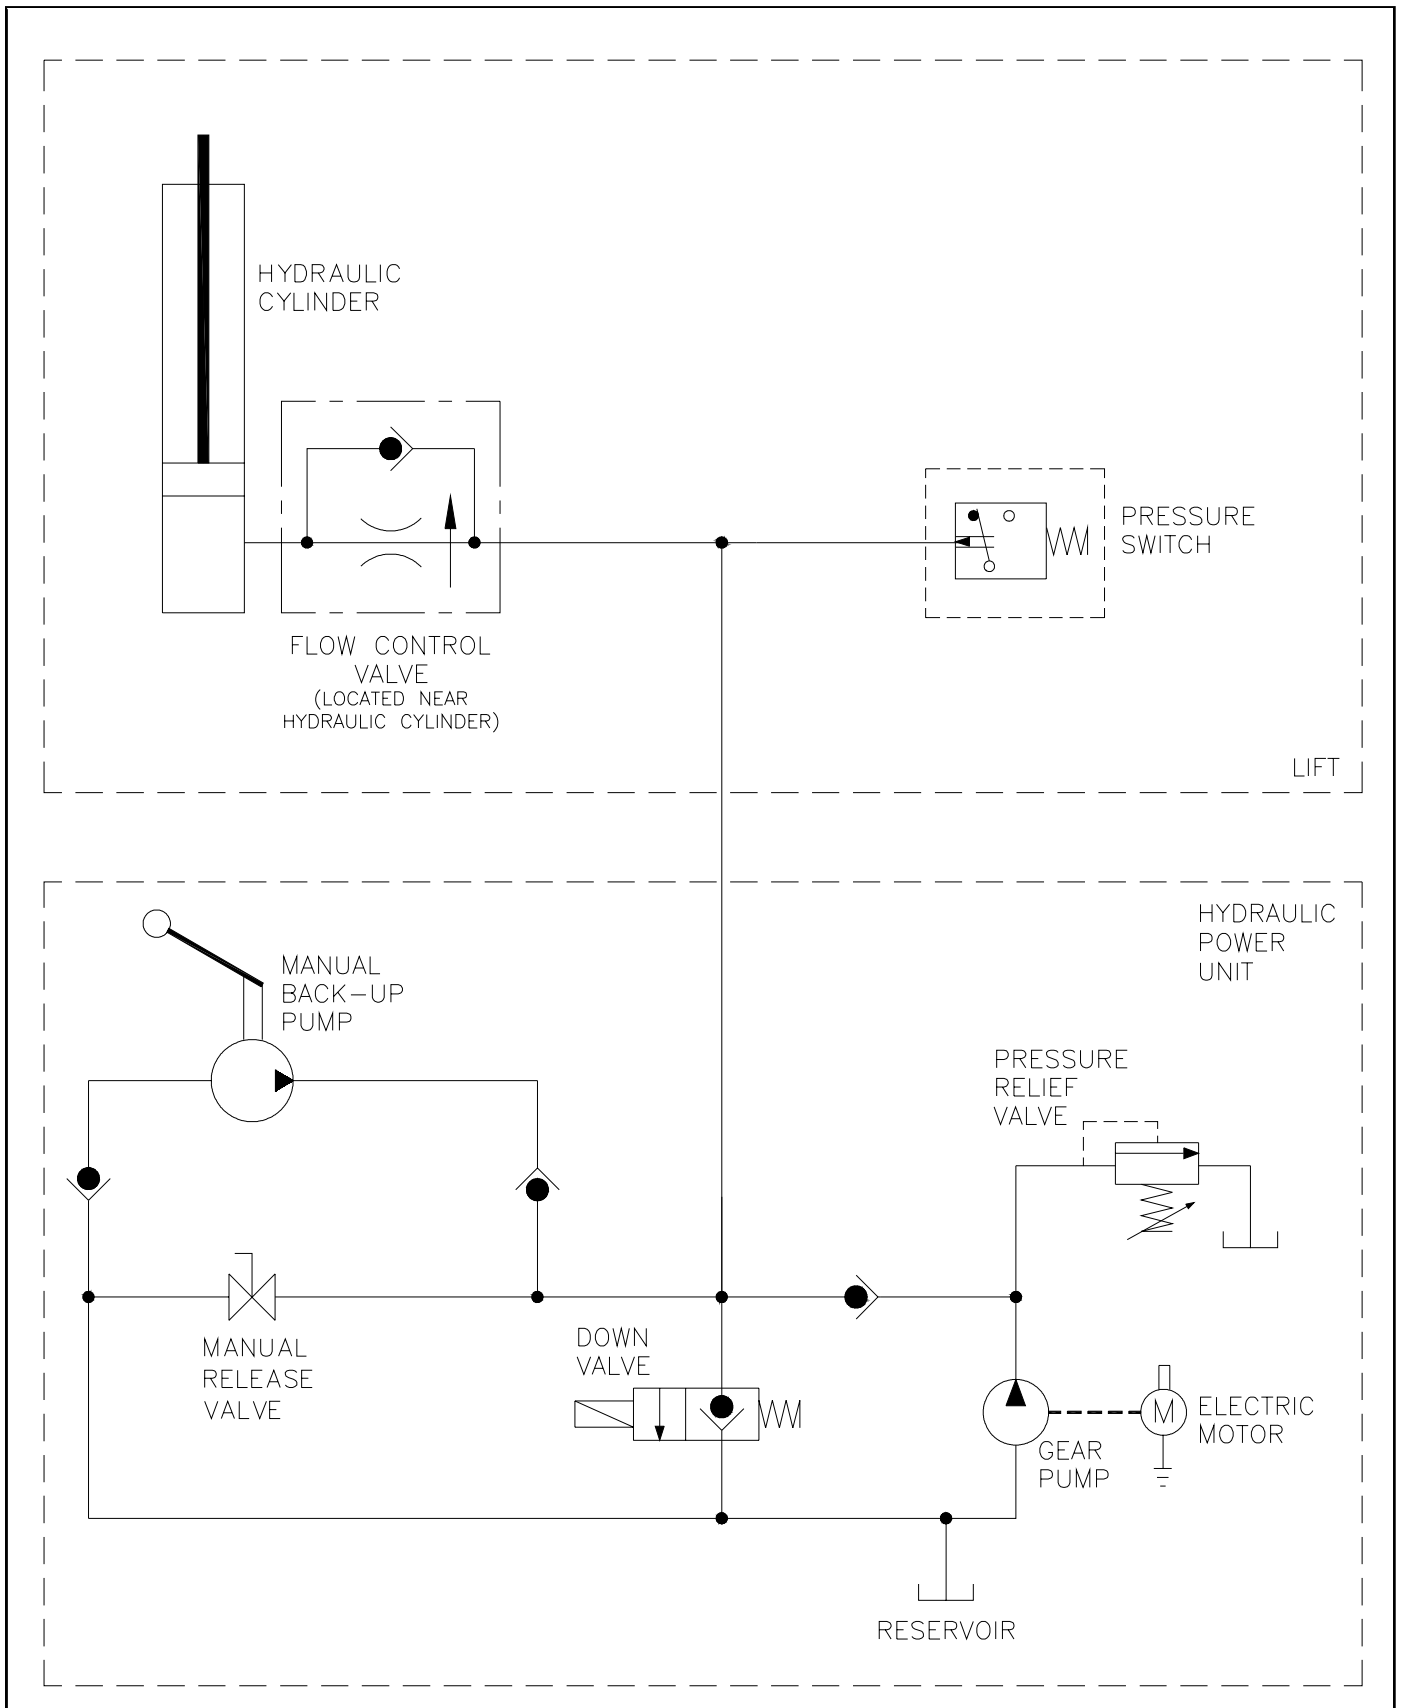 HYDRAULIC
CYLINDER
PRESSURE
SWITCH
FLOW CONTROL
VALVE
(LOCATED NEAR
HYDRAULIC CYLINDER)
LIFT
HYDRAULIC
POWER
UNIT
MANUAL
BACK-UP
PUMP
PRESSURE
RELIEF
VALVE
MANUAL
RELEASE
VALVE
DOWN
VALVE
M
ELECTRIC
MOTOR
GEAR
PUMP
RESERVOIR